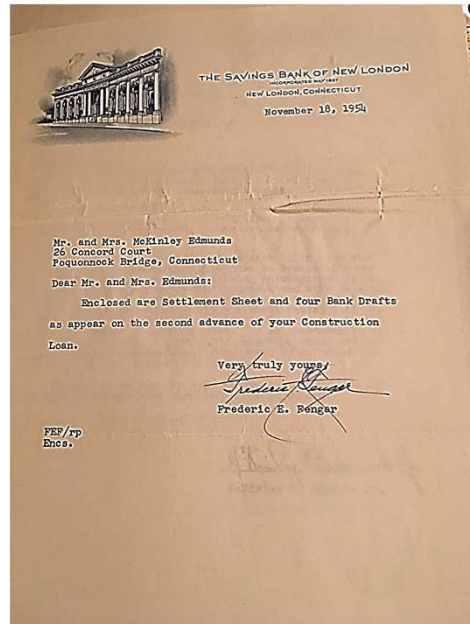 THE SAVINGS BANK OF NEW LONDON
INCORPORATED MAY 1827
NEW LONDON, CONNECTICUT
November 18, 1954
Mr. and Mrs. McKinley Edmunds
26 Concord Court
Poquonnock Bridge, Connecticut
Dear Mr. and Mrs. Edmunds:
Enclosed are Settlement Sheet and four Bank Drafts
as appear on the second advance of your Construction
Loan.
Very truly yours,
Frederic E. Fengar
FEF/rp
Encs.